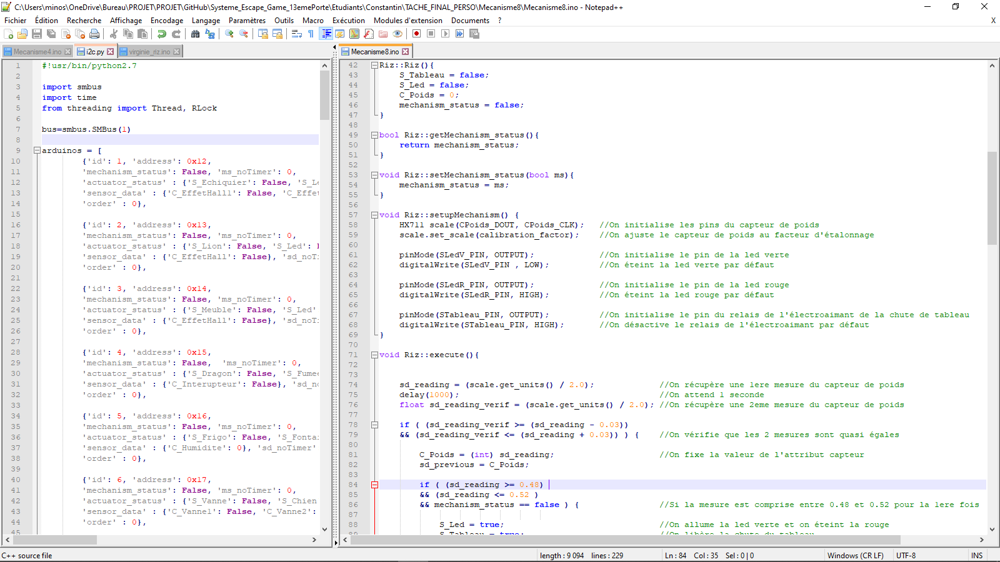 C:\Users\minos\OneDrive\Bureau\PROJET\PROJET\GitHub\Systeme_Escape_Game_13emePorte\Etudiants\Constantin\TACHE_FINAL_PERSO\Mecanisme8\Mecanisme8.ino - Notepad++
Fichier Édition Recherche Affichage Encodage Langage Paramètres Outils Macro Exécution Modules d'extension Documents ? X
Mecanisme4.ino i2c.py virginie_riz.ino
1 #!usr/bin/python2.7
2
3 import smbus
4 import time
5 from threading import Thread, RLock
6
7 bus=smbus.SMBus(1)
8
9 arduinos = [
10 {'id': 1, 'address': 0x12,
11 'mechanism_status': False, 'ms_noTimer': 0,
12 'actuator_status' : {'S_Echiquier': False, 'S_Le
13 'sensor_data' : {'C_EffetHall1': False, 'C_Effet
14 'order' : 0},
15
16 {'id': 2, 'address': 0x13,
17 'mechanism_status': False, 'ms_noTimer': 0,
18 'actuator_status' : {'S_Lion': False, 'S_Led': F
19 'sensor_data' : {'C_EffetHall': False}, 'sd_noTi
20 'order' : 0},
21
22 {'id': 3, 'address': 0x14,
23 'mechanism_status': False, 'ms_noTimer': 0,
24 'actuator_status' : {'S_Meuble': False, 'S_Led'
25 'sensor_data' : {'C_EffetHall': False}, 'sd_noTi
26 'order' : 0},
27
28 {'id': 4, 'address': 0x15,
29 'mechanism_status': False,  'ms_noTimer': 0,
30 'actuator_status' : {'S_Dragon': False, 'S_Fumee
31 'sensor_data' : {'C_Interupteur': False}, 'sd_no
32 'order' : 0},
33
34 {'id': 5, 'address': 0x16,
35 'mechanism_status': False, 'ms_noTimer': 0,
36 'actuator_status' : {'S_Frigo': False, 'S_Fontai
37 'sensor_data' : {'C_Humidite': 0}, 'sd_noTimer'
38 'order' : 0},
39
40 {'id': 6, 'address': 0x17,
41 'mechanism_status': False, 'ms_noTimer': 0,
42 'actuator_status' : {'S_Vanne': False, 'S_Chien
43 'sensor_data' : {'C_Vanne1': False, 'C_Vanne2':
44 'order' : 0},
45
Mecanisme8.ino
42 Riz::Riz(){
43 S_Tableau = false;
44 S_Led = false;
45 C_Poids = 0;
46 mechanism_status = false;
47 }
48
49 bool Riz::getMechanism_status(){
50 return mechanism_status;
51 }
52
53 void Riz::setMechanism_status(bool ms){
54 mechanism_status = ms;
55 }
56
57 void Riz::setupMechanism() {
58 HX711 scale(CPoids_DOUT, CPoids_CLK); //On initialise les pins du capteur de poids
59 scale.set_scale(calibration_factor); //On ajuste le capteur de poids au facteur d'étalonnage
60
61 pinMode(SLedV_PIN, OUTPUT); //On initialise le pin de la led verte
62 digitalWrite(SLedV_PIN , LOW); //On éteint la led verte par défaut
63
64 pinMode(SLedR_PIN, OUTPUT); //On initialise le pin de la led rouge
65 digitalWrite(SLedR_PIN, HIGH); //On éteint la led rouge par défaut
66
67 pinMode(STableau_PIN, OUTPUT); //On initialise le pin du relais de l'électroaimant de la chute de tableau
68 digitalWrite(STableau_PIN, HIGH); //On désactive le relais de l'électroaimant par défaut
69 }
70
71 void Riz::execute(){
72
73
74 sd_reading = (scale.get_units() / 2.0); //On récupère une 1ere mesure du capteur de poids
75 delay(1000); //On attend 1 seconde
76 float sd_reading_verif = (scale.get_units() / 2.0); //On récupère une 2eme mesure du capteur de poids
77
78 if ( (sd_reading_verif >= (sd_reading - 0.03))
79 && (sd_reading_verif <= (sd_reading + 0.03)) ) { //On vérifie que les 2 mesures sont quasi égales
80
81 C_Poids = (int) sd_reading; //On fixe la valeur de l'attribut capteur
82 sd_previous = C_Poids;
83
84 if ( (sd_reading >= 0.48)
85 && (sd_reading <= 0.52 )
86 && mechanism_status == false ) { //Si la mesure est comprise entre 0.48 et 0.52 pour la 1ere fois
87
88 S_Led = true; //On allume la led verte et on éteint la rouge
89 S_Tableau = true; //On libère la chute du tableau
C++ source file length : 9 094 lines : 229 Ln : 84 Col : 35 Sel : 0 | 0 Windows (CR LF) UTF-8 INS